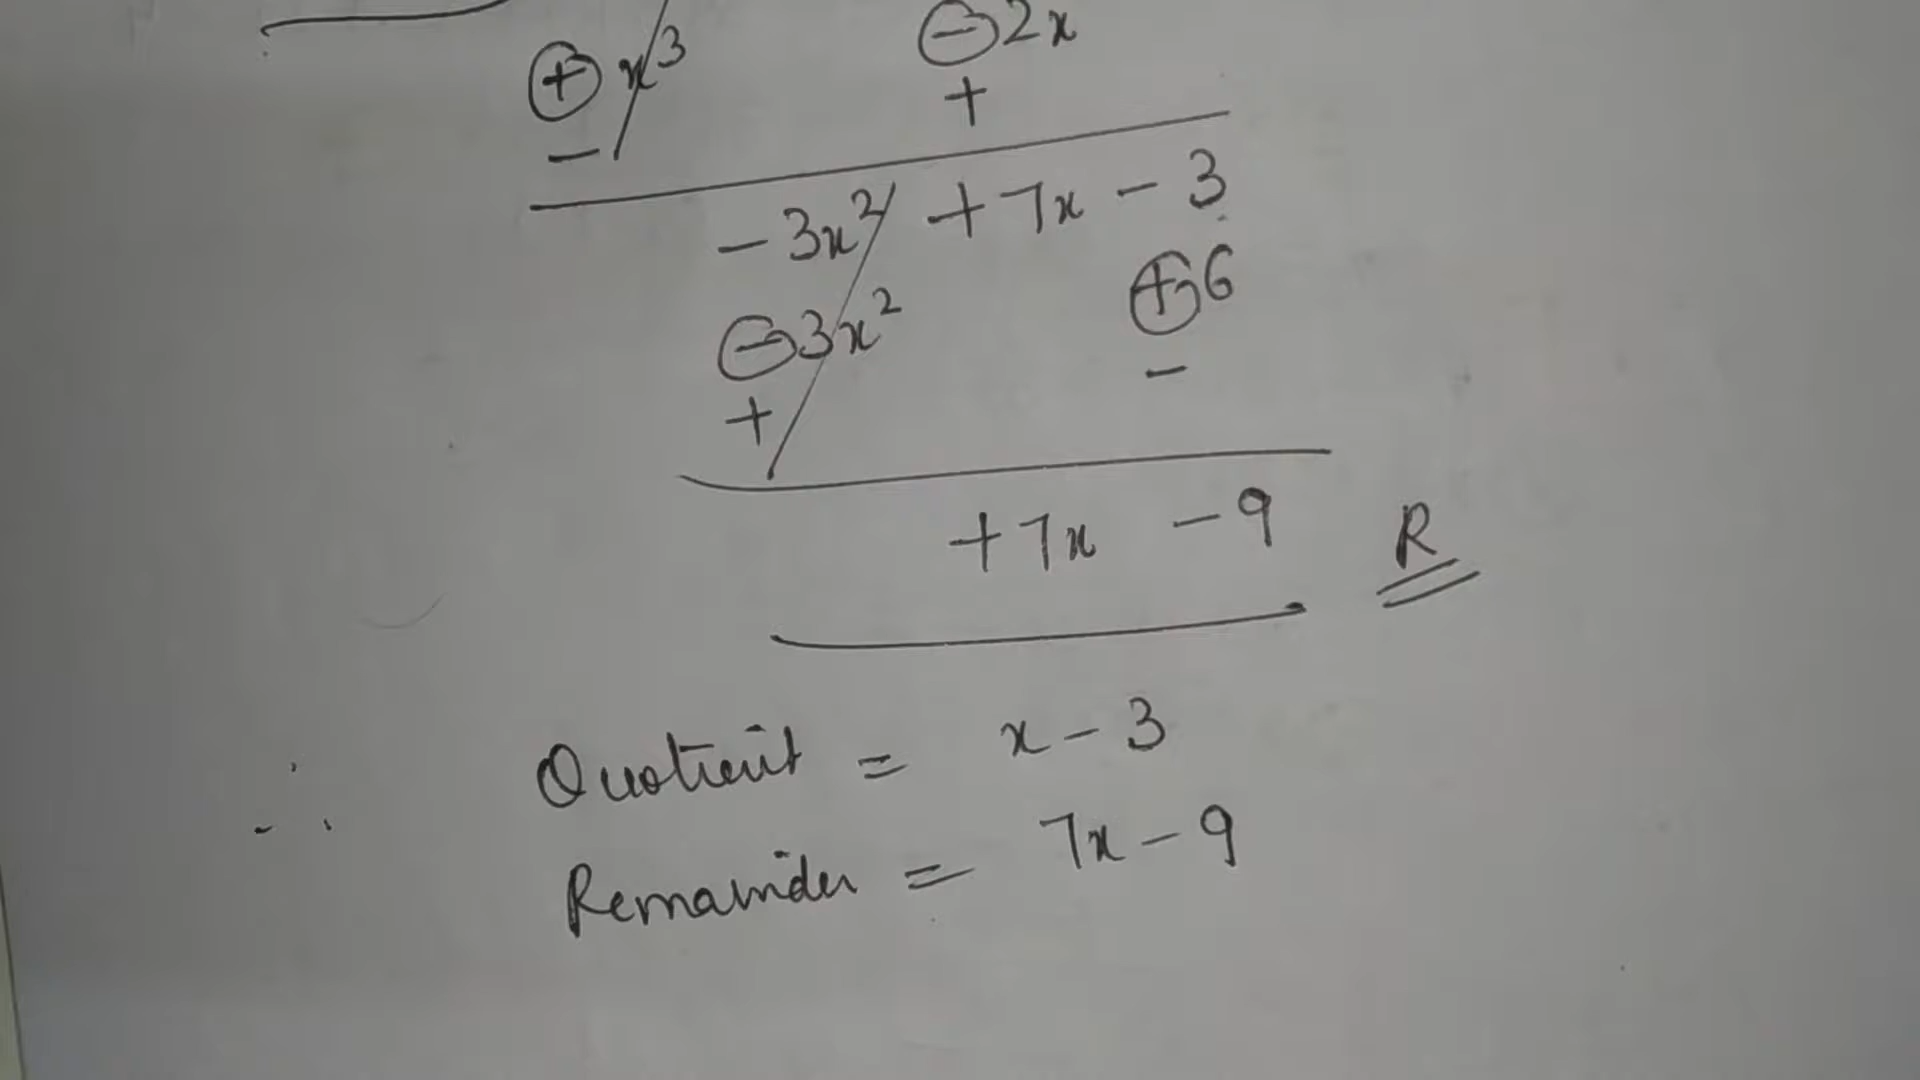 ⊕ x³ ⊖ 2x
− +
− 3x² + 7x − 3
⊖ 3x² ⊕ 6
+ −
+ 7x − 9 R
∴ Quotient = x − 3
Remainder = 7x − 9